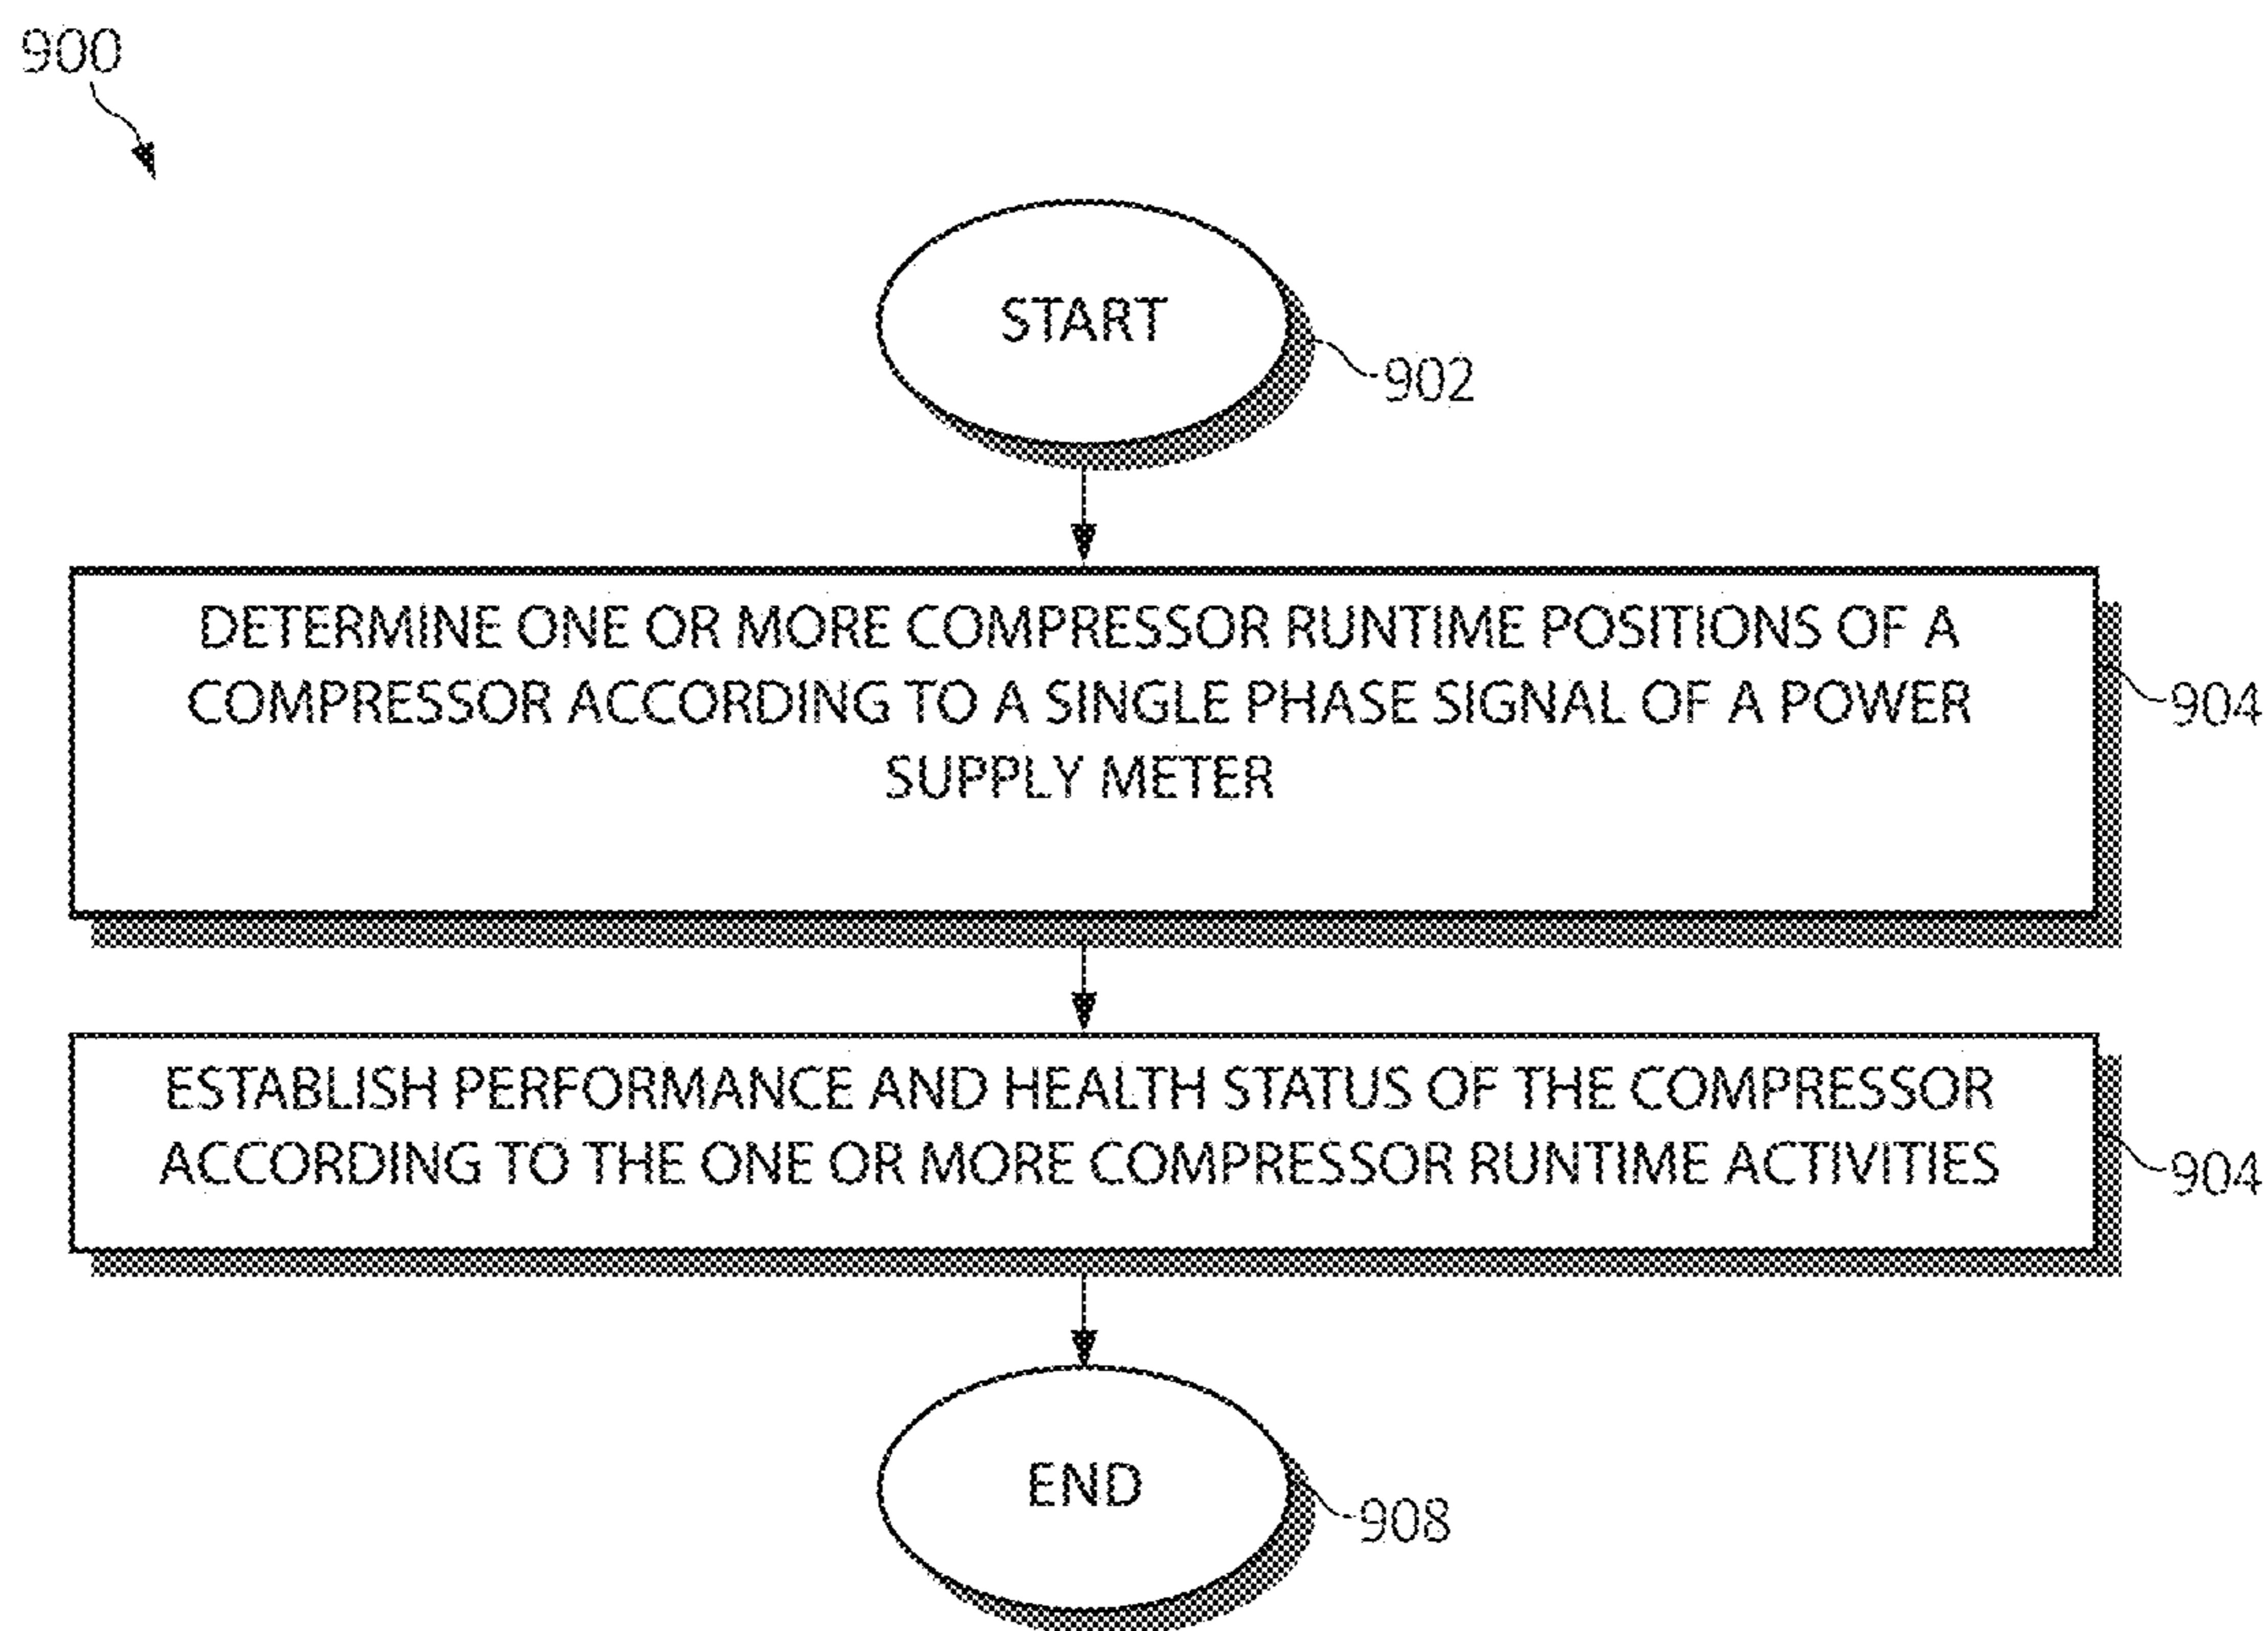 900
START
902
DETERMINE ONE OR MORE COMPRESSOR RUNTIME POSITIONS OF A
COMPRESSOR ACCORDING TO A SINGLE PHASE SIGNAL OF A POWER
SUPPLY METER
904
ESTABLISH PERFORMANCE AND HEALTH STATUS OF THE COMPRESSOR
ACCORDING TO THE ONE OR MORE COMPRESSOR RUNTIME ACTIVITIES
904
END
908